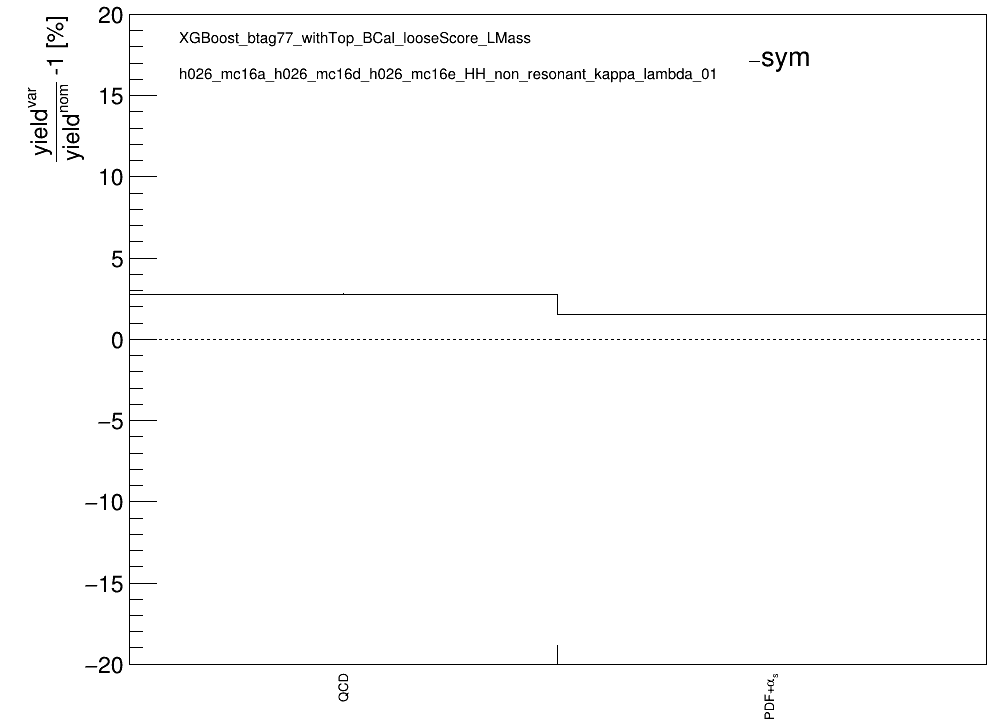 XGBoost_btag77_withTop_BCal_looseScore_LMass
h026_mc16a_h026_mc16d_h026_mc16e_HH_non_resonant_kappa_lambda_01
sym
yield^var
yield^nom -1 [%]
20
15
10
5
0
−5
−10
−15
−20
QCD
PDF+α_s